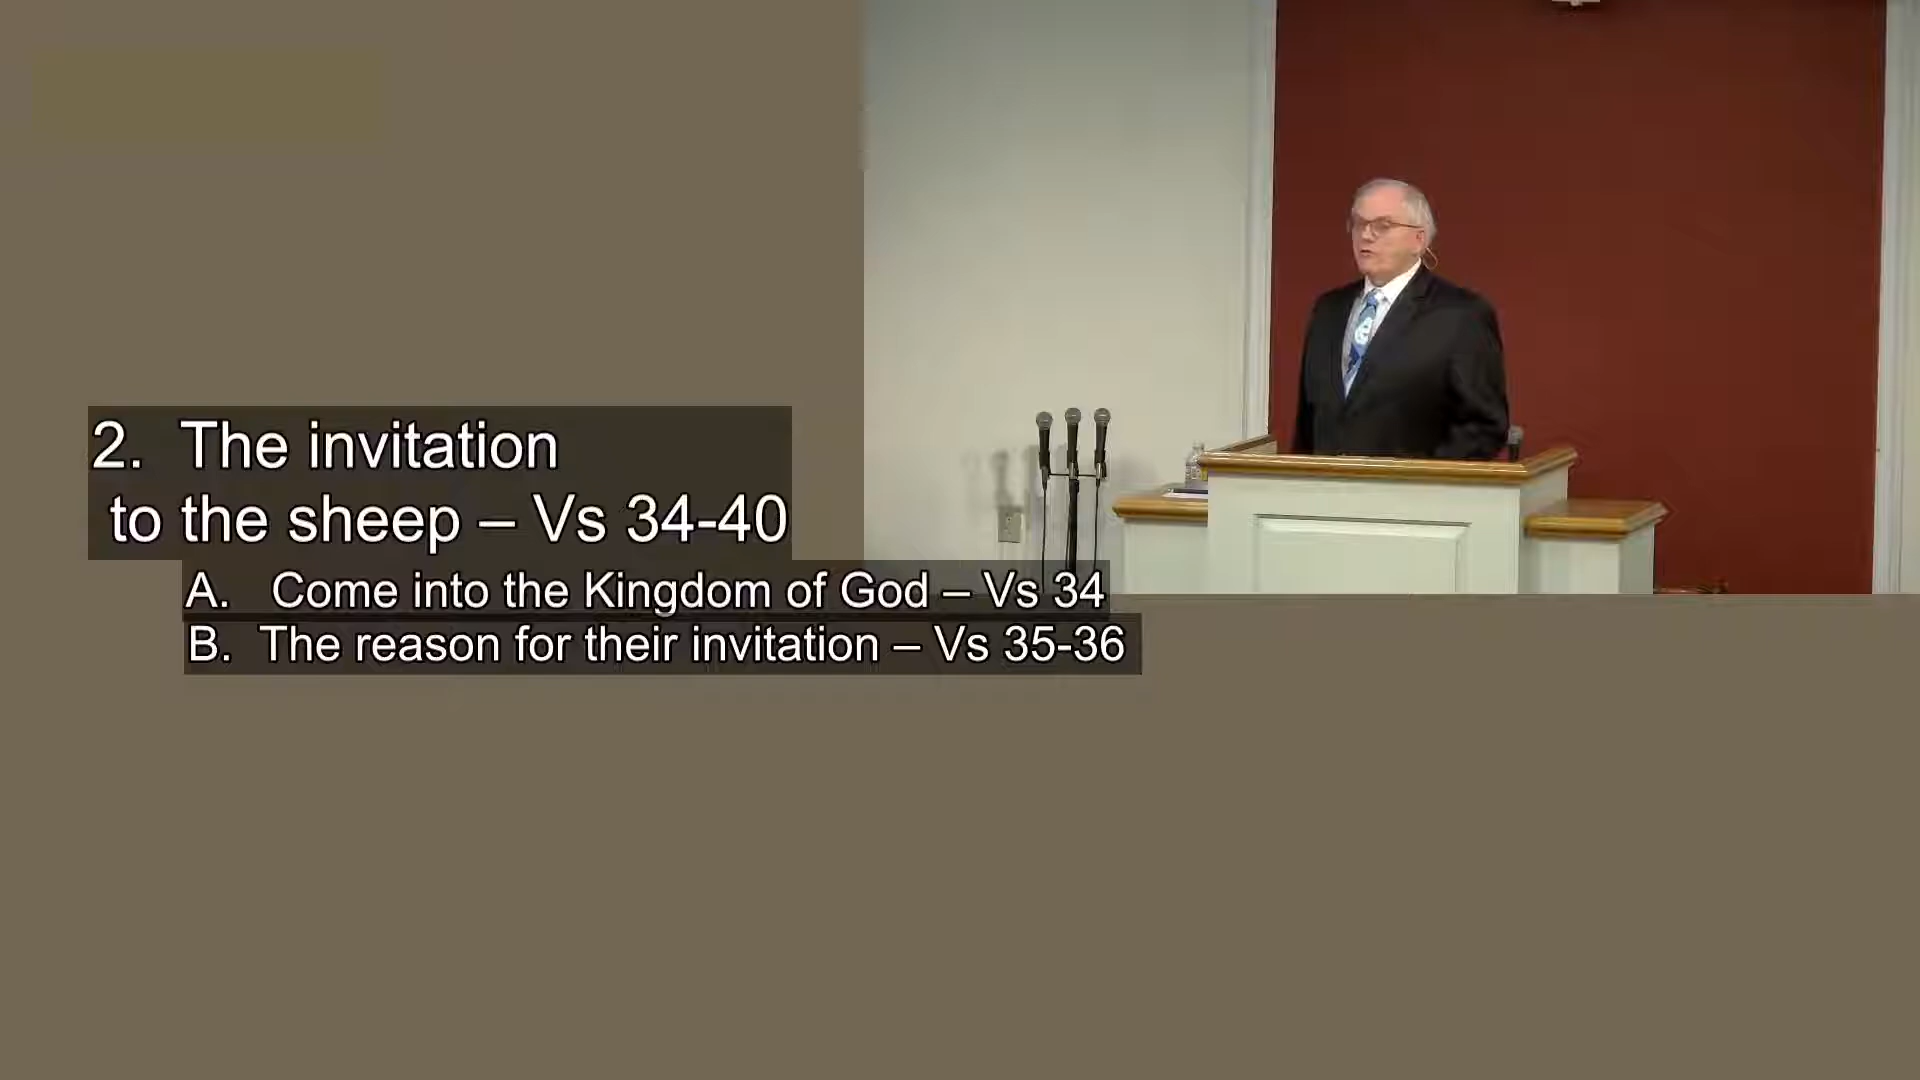 2. The invitation
to the sheep – Vs 34-40
A. Come into the Kingdom of God – Vs 34
B. The reason for their invitation – Vs 35-36